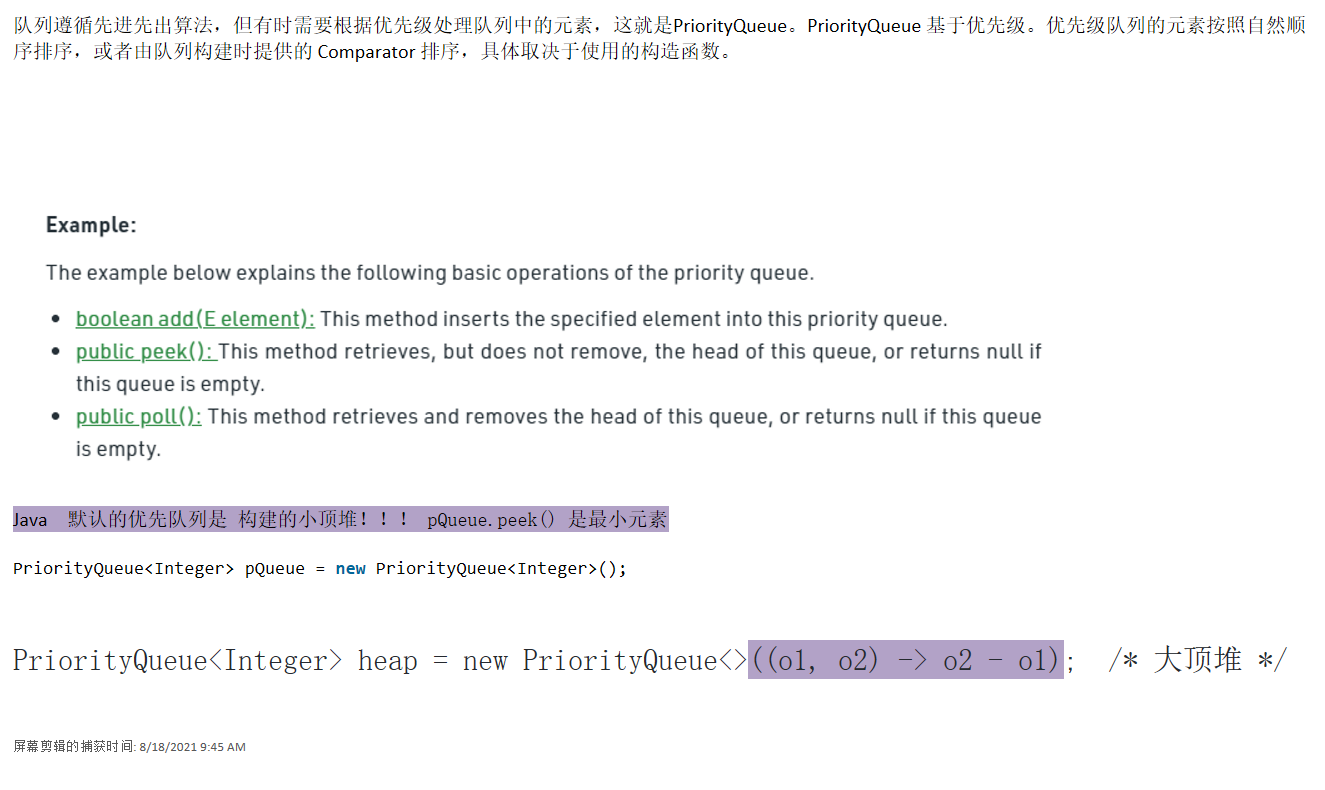 队列遵循先进先出算法，但有时需要根据优先级处理队列中的元素，这就是PriorityQueue。PriorityQueue 基于优先级。优先级队列的元素按照自然顺
序排序，或者由队列构建时提供的 Comparator 排序，具体取决于使用的构造函数。
Example:
The example below explains the following basic operations of the priority queue.
• boolean add(E element): This method inserts the specified element into this priority queue.
• public peek(): This method retrieves, but does not remove, the head of this queue, or returns null if
this queue is empty.
• public poll(): This method retrieves and removes the head of this queue, or returns null if this queue
is empty.
Java 默认的优先队列是 构建的小顶堆！！！ pQueue.peek() 是最小元素
PriorityQueue<Integer> pQueue = new PriorityQueue<Integer>();
PriorityQueue<Integer> heap = new PriorityQueue<>((o1, o2) -> o2 - o1); /* 大顶堆 */
屏幕剪辑的捕获时间: 8/18/2021 9:45 AM